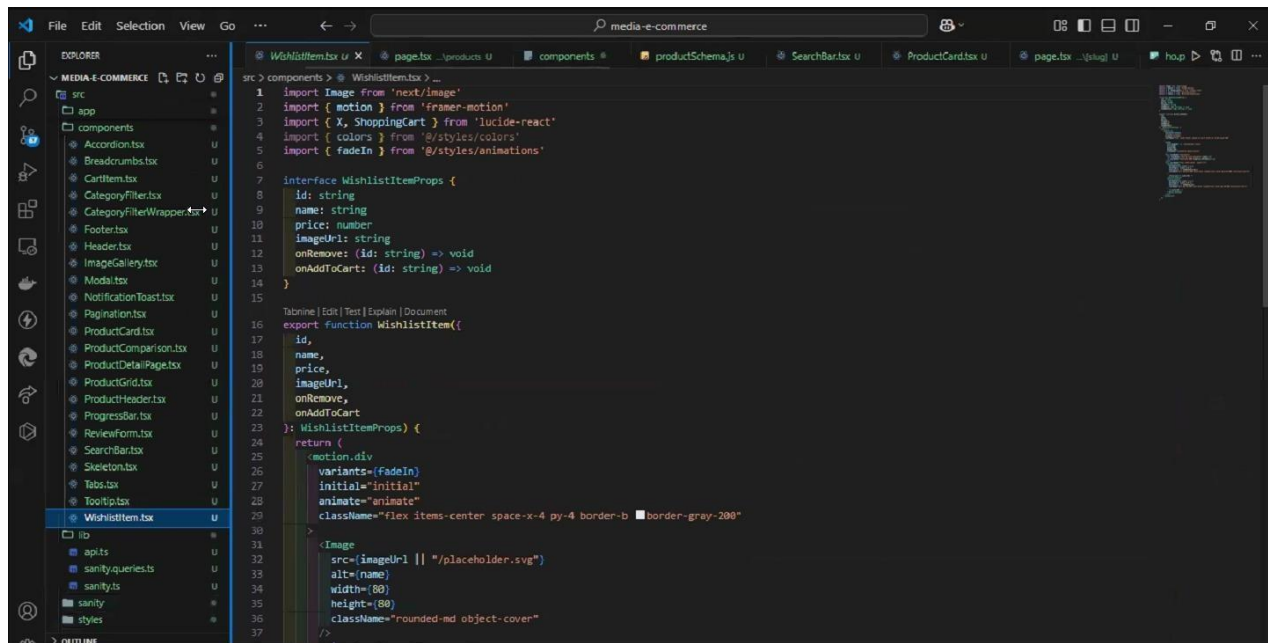 File Edit Selection View Go ... media-e-commerce
EXPLORER ...
MEDIA-E-COMMERCE
src
app
components
Accordion.tsx U
Breadcrumbs.tsx U
CartItem.tsx U
CategoryFilter.tsx U
CategoryFilterWrapper.tsx U
Footer.tsx U
Header.tsx U
ImageGallery.tsx U
Modal.tsx U
NotificationToast.tsx U
Pagination.tsx U
ProductCard.tsx U
ProductComparison.tsx U
ProductDetailPage.tsx U
ProductGrid.tsx U
ProductHeader.tsx U
ProgressBar.tsx U
ReviewForm.tsx U
SearchBar.tsx U
Skeleton.tsx U
Tabs.tsx U
Tooltip.tsx U
WishlistItem.tsx U
lib
api.ts U
sanity.queries.ts U
sanity.ts U
sanity
styles
OUTLINE
WishlistItem.tsx U page.tsx ...\products U components productSchema.js U SearchBar.tsx U ProductCard.tsx U page.tsx ...\[slug] U
src > components > WishlistItem.tsx > ...
1 import Image from 'next/image'
2 import { motion } from 'framer-motion'
3 import { X, ShoppingCart } from 'lucide-react'
4 import { colors } from '@/styles/colors'
5 import { fadeIn } from '@/styles/animations'
6
7 interface WishlistItemProps {
8 id: string
9 name: string
10 price: number
11 imageUrl: string
12 onRemove: (id: string) => void
13 onAddToCart: (id: string) => void
14 }
15
Tabnine | Edit | Test | Explain | Document
16 export function WishlistItem({
17 id,
18 name,
19 price,
20 imageUrl,
21 onRemove,
22 onAddToCart
23 }: WishlistItemProps) {
24 return (
25 <motion.div
26 variants={fadeIn}
27 initial="initial"
28 animate="animate"
29 className="flex items-center space-x-4 py-4 border-b border-gray-200"
30 >
31 <Image
32 src={imageUrl || "/placeholder.svg"}
33 alt={name}
34 width={80}
35 height={80}
36 className="rounded-md object-cover"
37 />